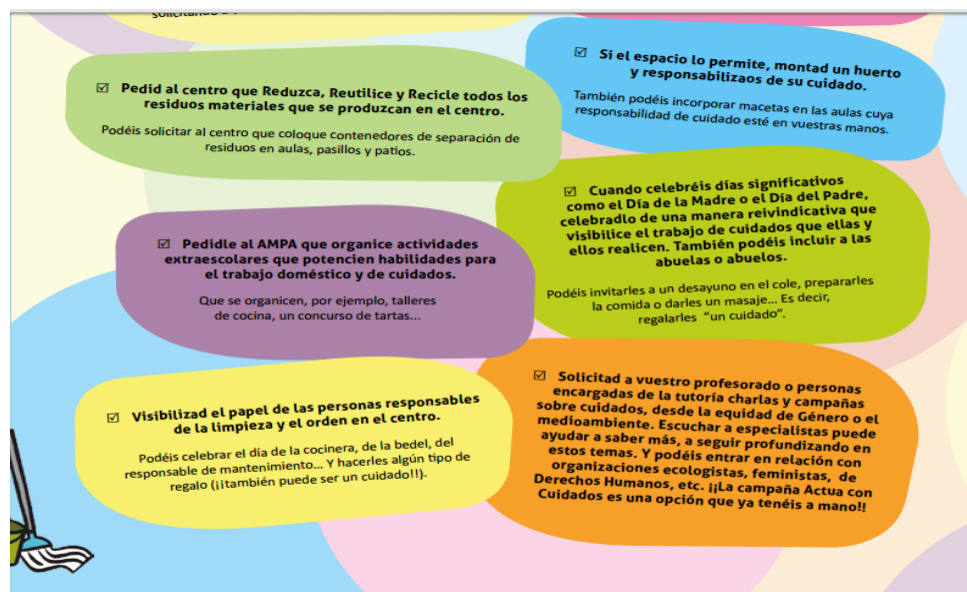 ☑ Pedid al centro que Reduzca, Reutilice y Recicle todos los
residuos materiales que se produzcan en el centro.
Podéis solicitar al centro que coloque contenedores de separación de
residuos en aulas, pasillos y patios.
☑ Si el espacio lo permite, montad un huerto
y responsabilizaos de su cuidado.
También podéis incorporar macetas en las aulas cuya
responsabilidad de cuidado esté en vuestras manos.
☑ Pedidle al AMPA que organice actividades
extraescolares que potencien habilidades para
el trabajo doméstico y de cuidados.
Que se organicen, por ejemplo, talleres
de cocina, un concurso de tartas...
☑ Cuando celebréis días significativos
como el Día de la Madre o el Día del Padre,
celebradlo de una manera reivindicativa que
visibilice el trabajo de cuidados que ellas y
ellos realicen. También podéis incluir a las
abuelas o abuelos.
Podéis invitarles a un desayuno en el cole, prepararles
la comida o darles un masaje... Es decir,
regalarles “un cuidado”.
☑ Visibilizad el papel de las personas responsables
de la limpieza y el orden en el centro.
Podéis celebrar el día de la cocinera, de la bedel, del
responsable de mantenimiento... Y hacerles algún tipo de
regalo (¡¡también puede ser un cuidado!!).
☑ Solicitad a vuestro profesorado o personas
encargadas de la tutoría charlas y campañas
sobre cuidados, desde la equidad de Género o el
medioambiente. Escuchar a especialistas puede
ayudar a saber más, a seguir profundizando en
estos temas. Y podéis entrar en relación con
organizaciones ecologistas, feministas, de
Derechos Humanos, etc. ¡¡La campaña Actua con
Cuidados es una opción que ya tenéis a mano!!